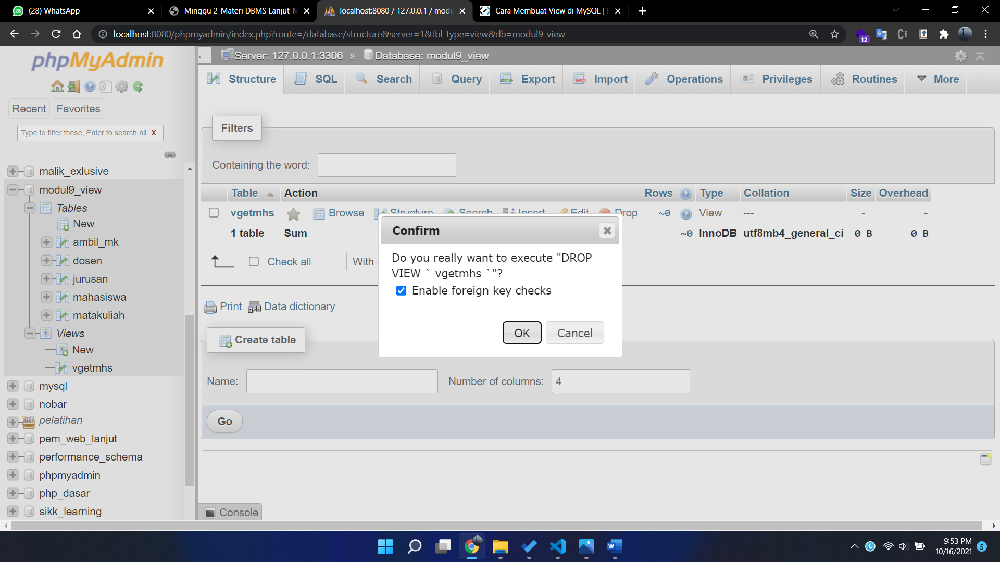 (28) WhatsApp
Minggu 2-Materi DBMS Lanjut-M
localhost:8080 / 127.0.0.1 / modu
Cara Membuat View di MySQL |
localhost:8080/phpmyadmin/index.php?route=/database/structure&server=1&tbl_type=view&db=modul9_view
12
phpMyAdmin
Recent
Favorites
Type to filter these, Enter to search all X
malik_exlusive
modul9_view
Tables
New
ambil_mk
dosen
jurusan
mahasiswa
matakuliah
Views
New
vgetmhs
mysql
nobar
pelatihan
pem_web_lanjut
performance_schema
phpmyadmin
php_dasar
sikk_learning
Server: 127.0.0.1:3306 » Database: modul9_view
Structure SQL Search Query Export Import Operations Privileges Routines More
Filters
Containing the word:
Table Action Rows Type Collation Size Overhead
vgetmhs Browse Structure Search Insert Edit Drop ~0 View --- - -
1 table Sum ~0 InnoDB utf8mb4_general_ci 0 B 0 B
Check all With s
Confirm
Do you really want to execute "DROP
VIEW ` vgetmhs `"?
Enable foreign key checks
OK Cancel
Print Data dictionary
Create table
Name: Number of columns: 4
Go
Console
9:53 PM
10/16/2021
5